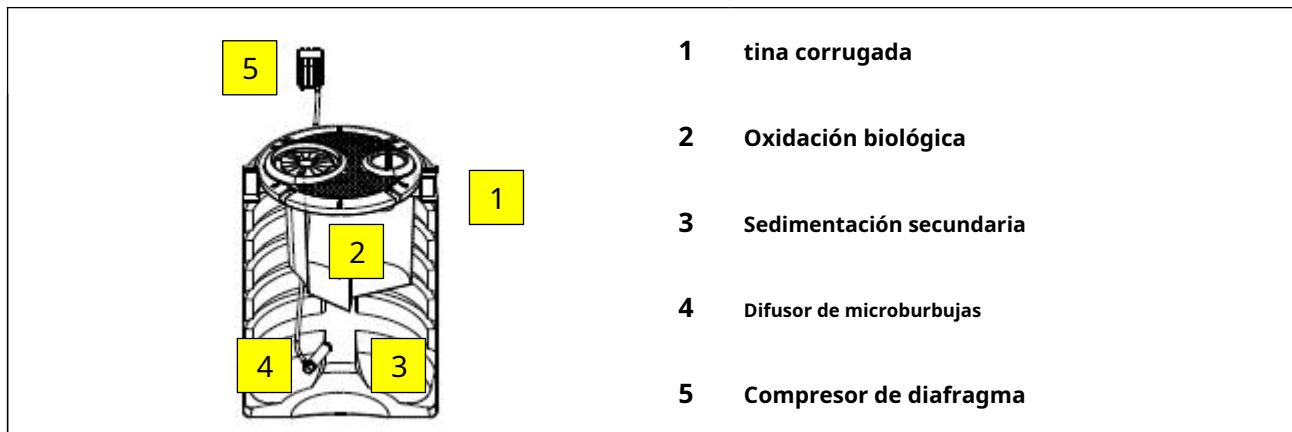 5
1
2
4
3
1 tina corrugada
2 Oxidación biológica
3 Sedimentación secundaria
4 Difusor de microburbujas
5 Compresor de diafragma